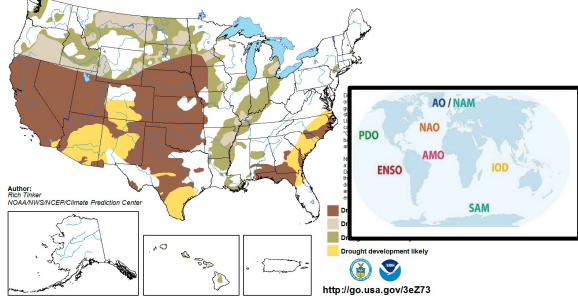 Author:
Rich Tinker
NOAA/NWS/NCEP/Climate Prediction Center
AO / NAM
NAO
PDO
AMO
ENSO
IOD
SAM
Drought development likely
http://go.usa.gov/3eZ73